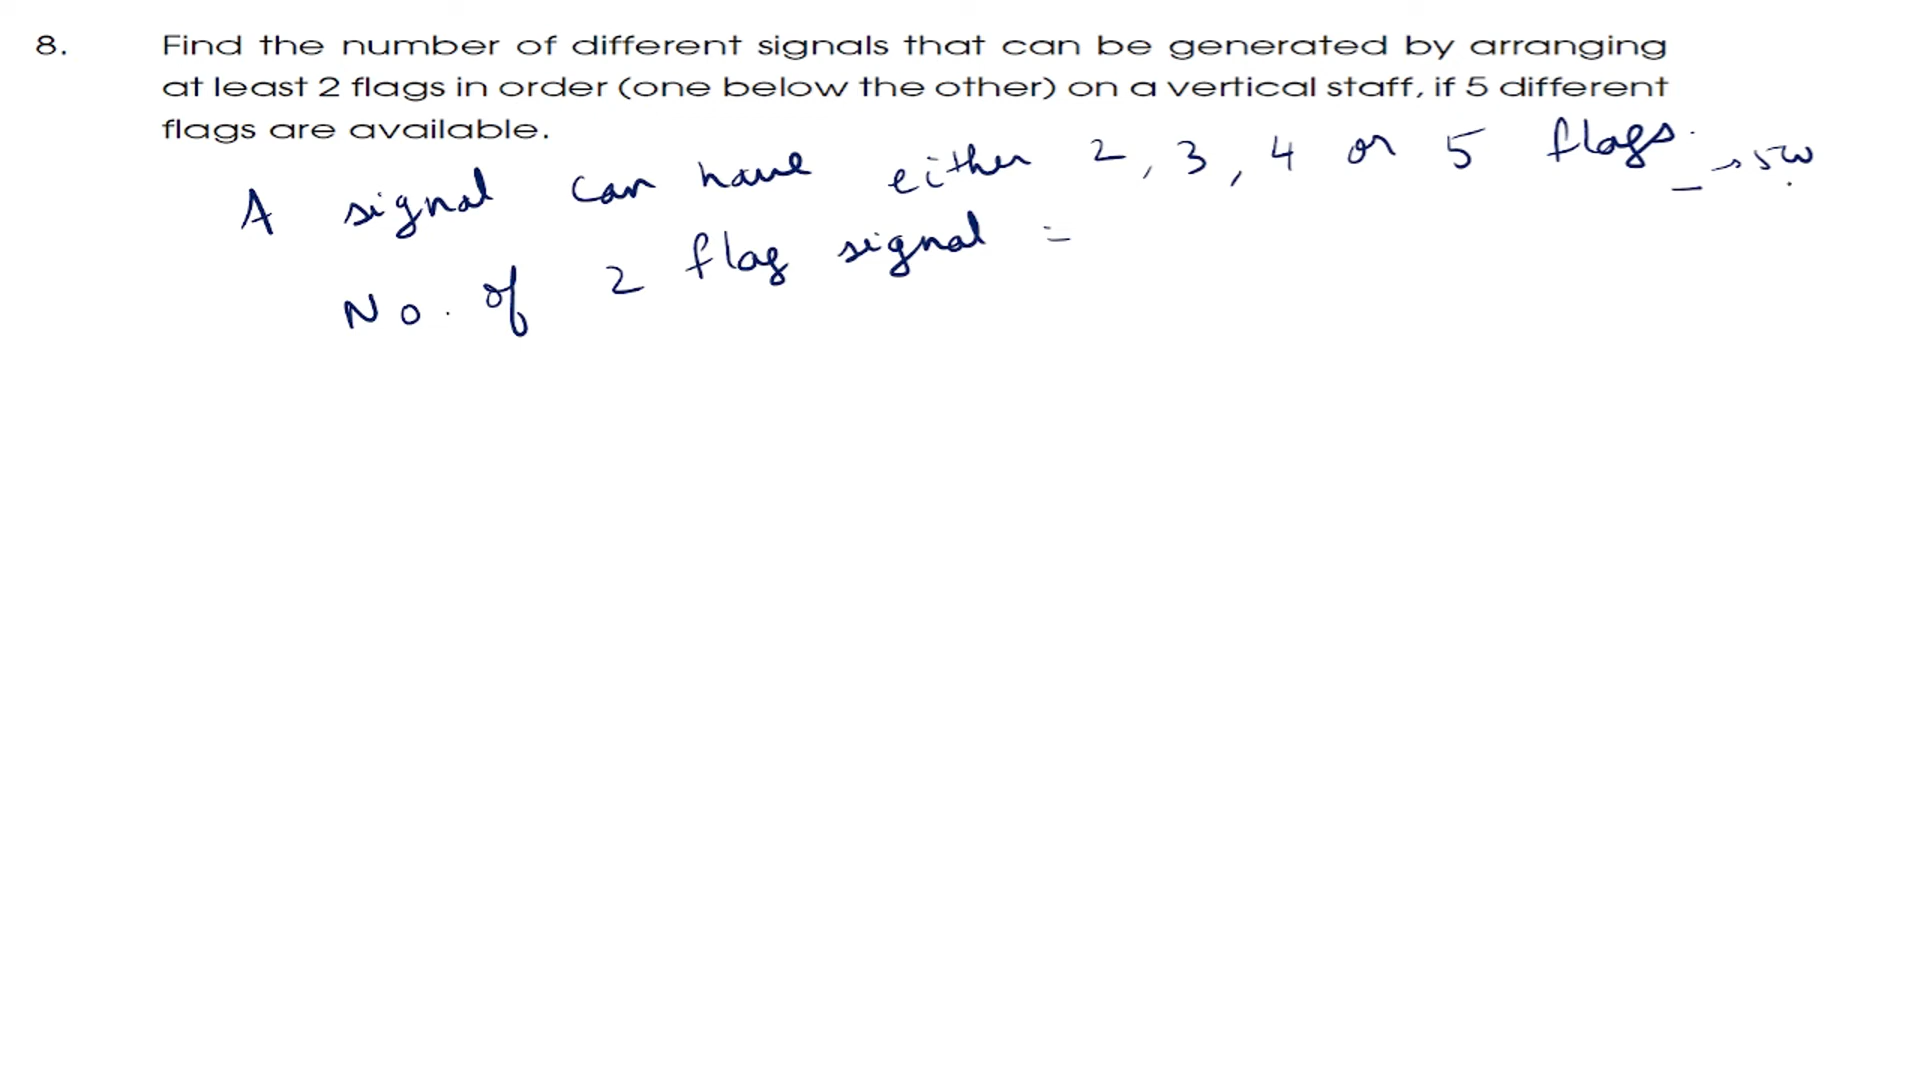 8. Find the number of different signals that can be generated by arranging
at least 2 flags in order (one below the other) on a vertical staff, if 5 different
flags are available.
A signal can have either 2, 3, 4 or 5 flags.
_ → 5w
No. of 2 flag signal =